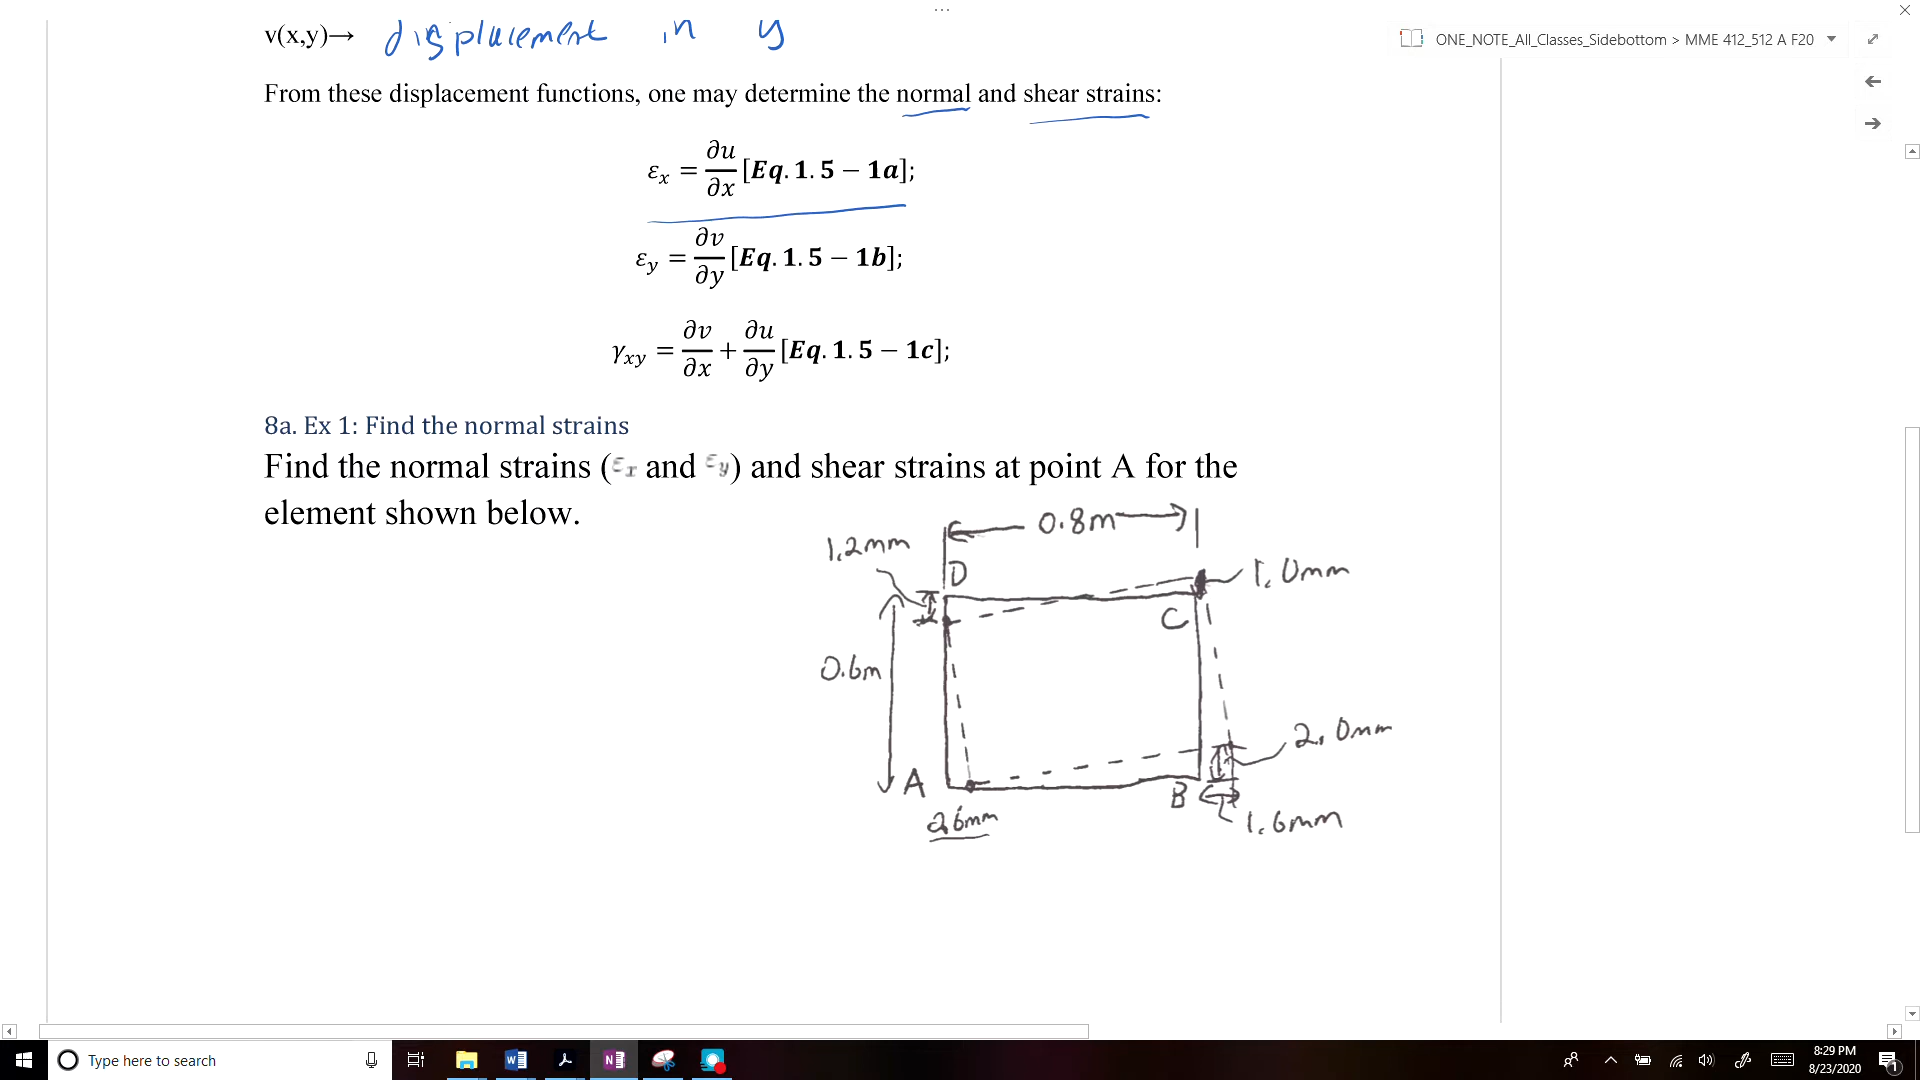 v(x,y)→ displacement in y
ONE_NOTE_All_Classes_Sidebottom > MME 412_512 A F20
From these displacement functions, one may determine the normal and shear strains:
εx = ∂u/∂x [Eq. 1.5 − 1a];
εy = ∂v/∂y [Eq. 1.5 − 1b];
γxy = ∂v/∂x + ∂u/∂y [Eq. 1.5 − 1c];
8a. Ex 1: Find the normal strains
Find the normal strains (εx and εy) and shear strains at point A for the
element shown below.
0.8m
1.2mm
D
1.0mm
C
0.6m
2.0mm
A
B
1.6mm
Type here to search
8:29 PM
8/23/2020
1